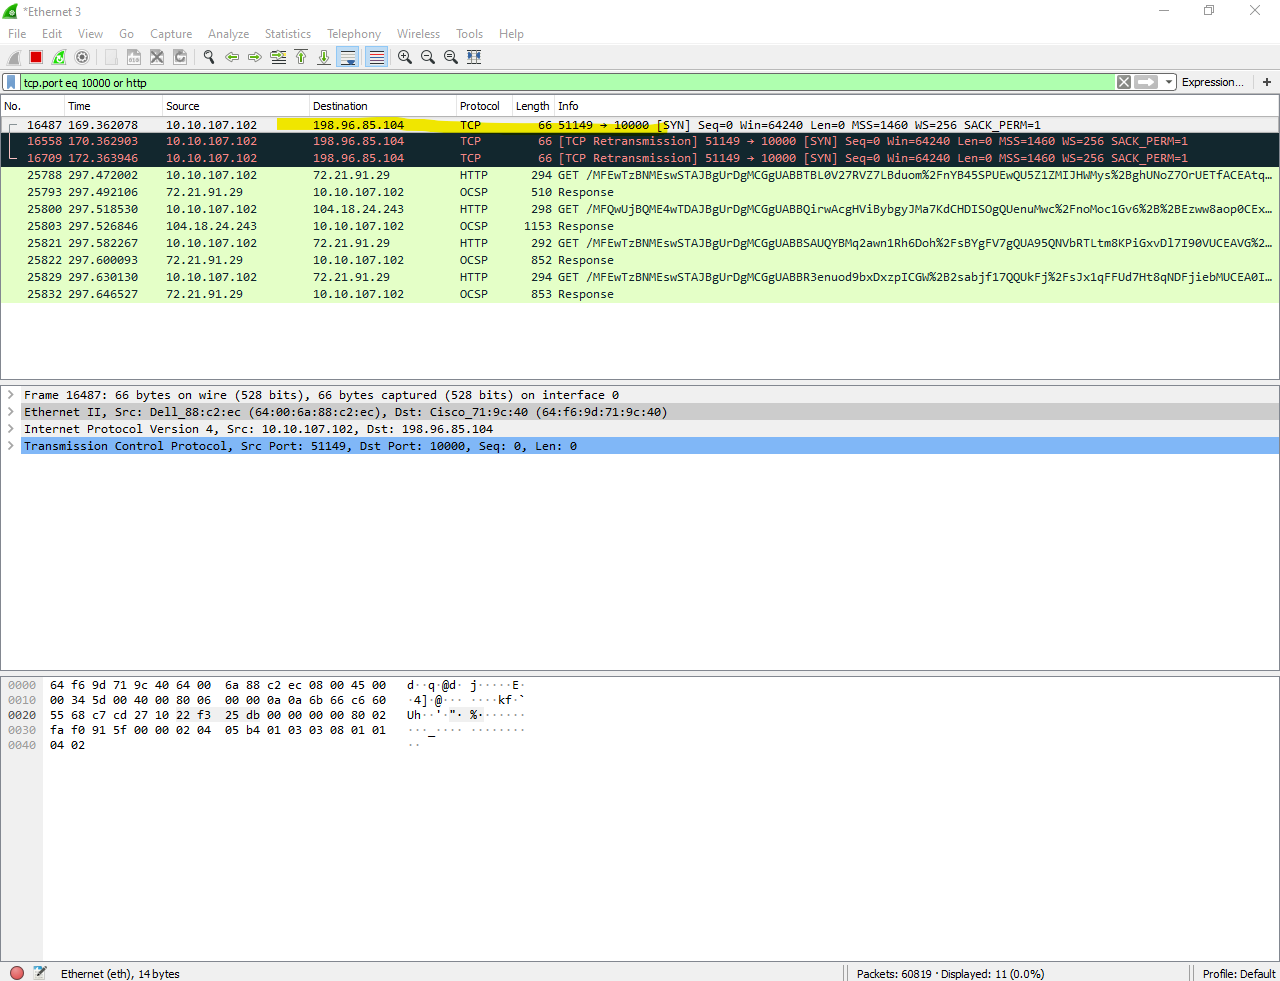 *Ethernet 3
File Edit View Go Capture Analyze Statistics Telephony Wireless Tools Help
tcp.port eq 10000 or http Expression... +
No. Time Source Destination Protocol Length Info
16487 169.362078 10.10.107.102 198.96.85.104 TCP 66 51149 → 10000 [SYN] Seq=0 Win=64240 Len=0 MSS=1460 WS=256 SACK_PERM=1
16558 170.362903 10.10.107.102 198.96.85.104 TCP 66 [TCP Retransmission] 51149 → 10000 [SYN] Seq=0 Win=64240 Len=0 MSS=1460 WS=256 SACK_PERM=1
16709 172.363946 10.10.107.102 198.96.85.104 TCP 66 [TCP Retransmission] 51149 → 10000 [SYN] Seq=0 Win=64240 Len=0 MSS=1460 WS=256 SACK_PERM=1
25788 297.472002 10.10.107.102 72.21.91.29 HTTP 294 GET /MFEwTzBNMEswSTAJBgUrDgMCGgUABBTBL0V27RVZ7LBduom%2FnYB45SPUEwQU5Z1ZMIJHWMys%2BghUNoZ7OrUETfACEAtq...
25793 297.492106 72.21.91.29 10.10.107.102 OCSP 510 Response
25800 297.518530 10.10.107.102 104.18.24.243 HTTP 298 GET /MFQwUjBQME4wTDAJBgUrDgMCGgUABBQirwAcgHViBybgyJMa7KdCHDISOgQUenuMwc%2FnoMoc1Gv6%2B%2BEzww8aop0CEx...
25803 297.526846 104.18.24.243 10.10.107.102 OCSP 1153 Response
25821 297.582267 10.10.107.102 72.21.91.29 HTTP 292 GET /MFEwTzBNMEswSTAJBgUrDgMCGgUABBSAUQYBMq2awn1Rh6Doh%2FsBYgFV7gQUA95QNVbRTLtm8KPiGxvDl7I90VUCEAVG%2...
25822 297.600093 72.21.91.29 10.10.107.102 OCSP 852 Response
25829 297.630130 10.10.107.102 72.21.91.29 HTTP 294 GET /MFEwTzBNMEswSTAJBgUrDgMCGgUABBR3enuod9bxDxzpICGW%2B2sabjf17QQUkFj%2FsJx1qFFUd7Ht8qNDFjiebMUCEA0I...
25832 297.646527 72.21.91.29 10.10.107.102 OCSP 853 Response
Frame 16487: 66 bytes on wire (528 bits), 66 bytes captured (528 bits) on interface 0
Ethernet II, Src: Dell_88:c2:ec (64:00:6a:88:c2:ec), Dst: Cisco_71:9c:40 (64:f6:9d:71:9c:40)
Internet Protocol Version 4, Src: 10.10.107.102, Dst: 198.96.85.104
Transmission Control Protocol, Src Port: 51149, Dst Port: 10000, Seq: 0, Len: 0
0000 64 f6 9d 71 9c 40 64 00 6a 88 c2 ec 08 00 45 00 d··q·@d· j·····E·
0010 00 34 5d 00 40 00 80 06 00 00 0a 0a 6b 66 c6 60 ·4]·@··· ····kf·`
0020 55 68 c7 cd 27 10 22 f3 25 db 00 00 00 00 80 02 Uh··'·"· %·······
0030 fa f0 91 5f 00 00 02 04 05 b4 01 03 03 08 01 01 ···_···· ········
0040 04 02 ··
Ethernet (eth), 14 bytes Packets: 60819 · Displayed: 11 (0.0%) Profile: Default